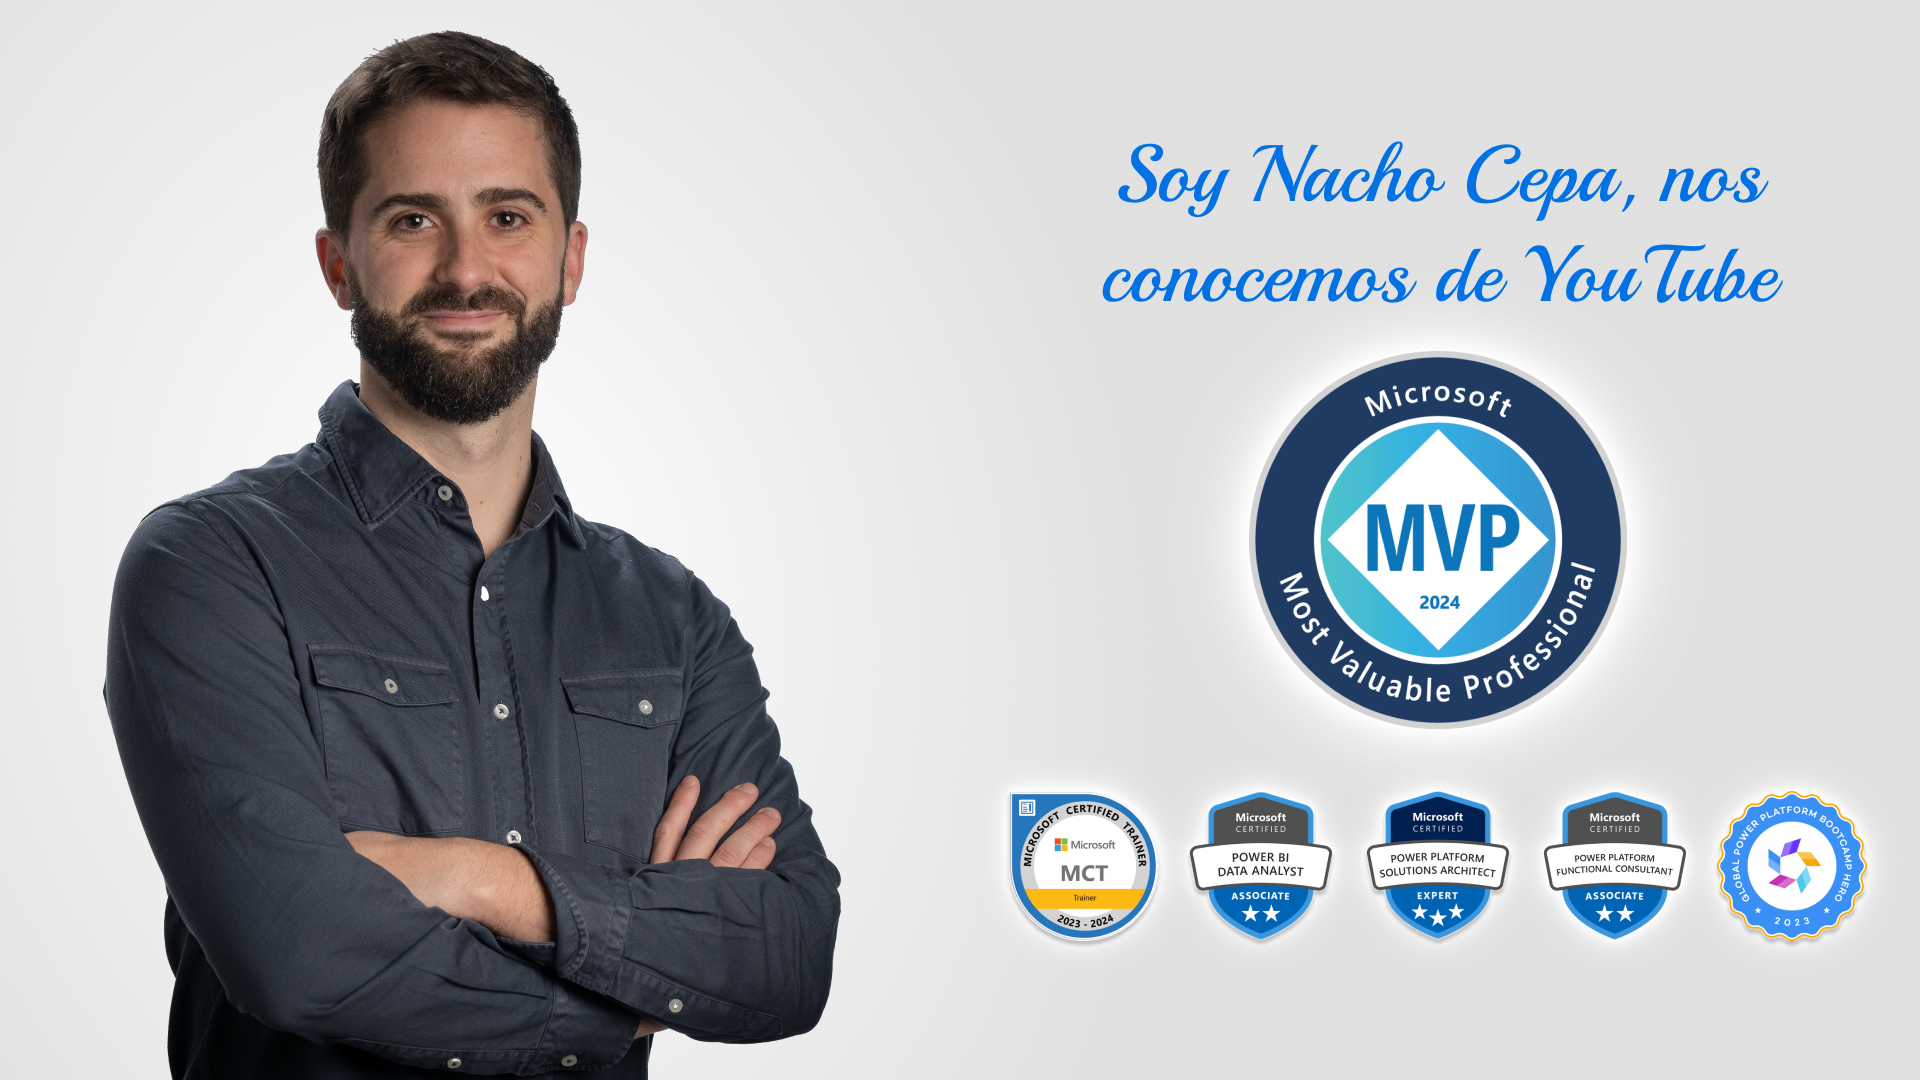 Soy Nacho Cepa, nos
conocemos de YouTube
Microsoft
MVP
2024
Most Valuable Professional
MICROSOFT CERTIFIED TRAINER
Microsoft
MCT
Trainer
2023 - 2024
Microsoft
CERTIFIED
POWER BI
DATA ANALYST
ASSOCIATE
Microsoft
CERTIFIED
POWER PLATFORM
SOLUTIONS ARCHITECT
EXPERT
Microsoft
CERTIFIED
POWER PLATFORM
FUNCTIONAL CONSULTANT
ASSOCIATE
GLOBAL POWER PLATFORM BOOTCAMP HERO
2023